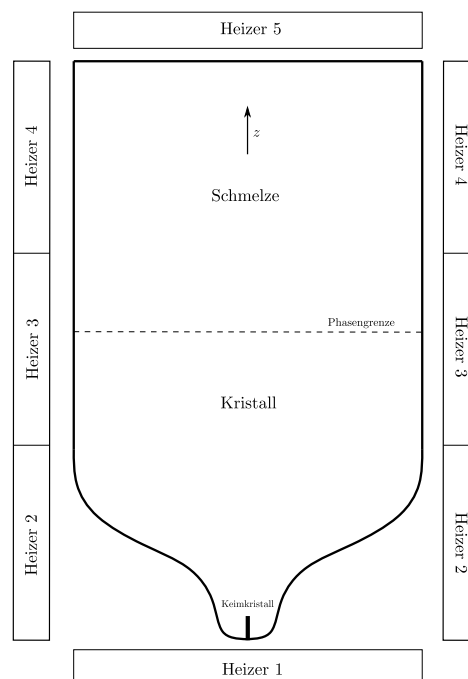 Heizer 5
Heizer 4
z
Heizer 4
Schmelze
Phasengrenze
Heizer 3
Heizer 3
Kristall
Heizer 2
Heizer 2
Keimkristall
Heizer 1